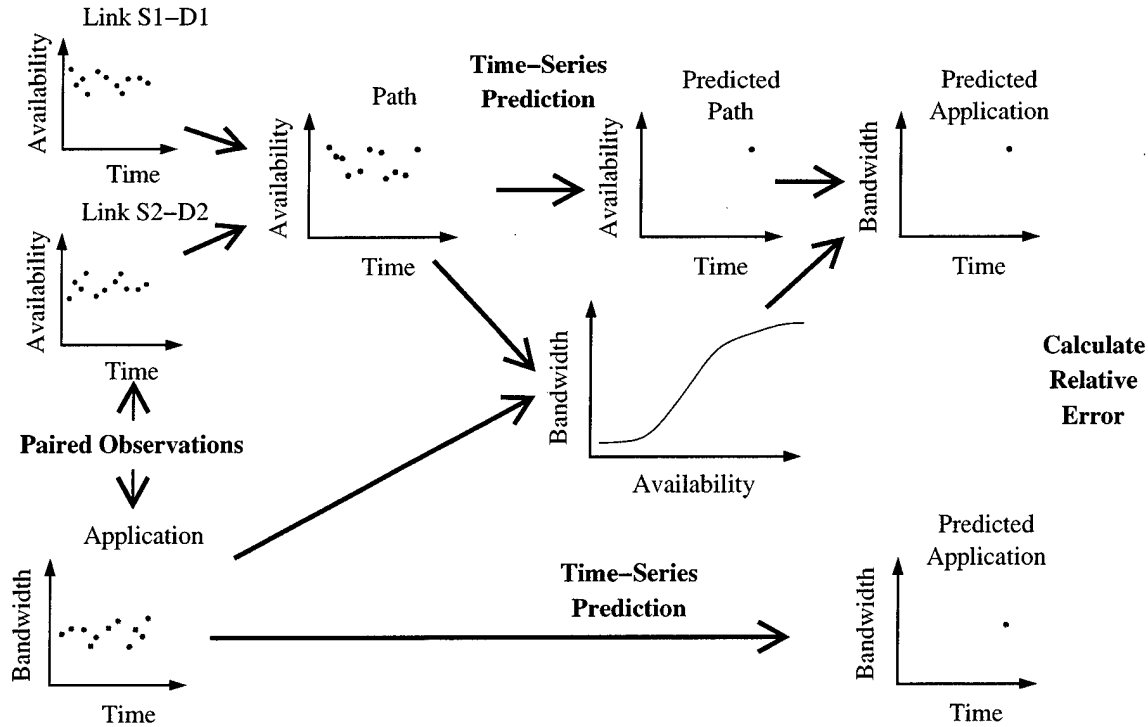 Link S1–D1
Availability
Time
Link S2–D2
Availability
Time
Paired Observations
Application
Bandwidth
Time
Path
Availability
Time
Time–Series
Prediction
Predicted
Path
Availability
Time
Predicted
Application
Bandwidth
Time
Bandwidth
Availability
Calculate
Relative
Error
Time–Series
Prediction
Predicted
Application
Bandwidth
Time